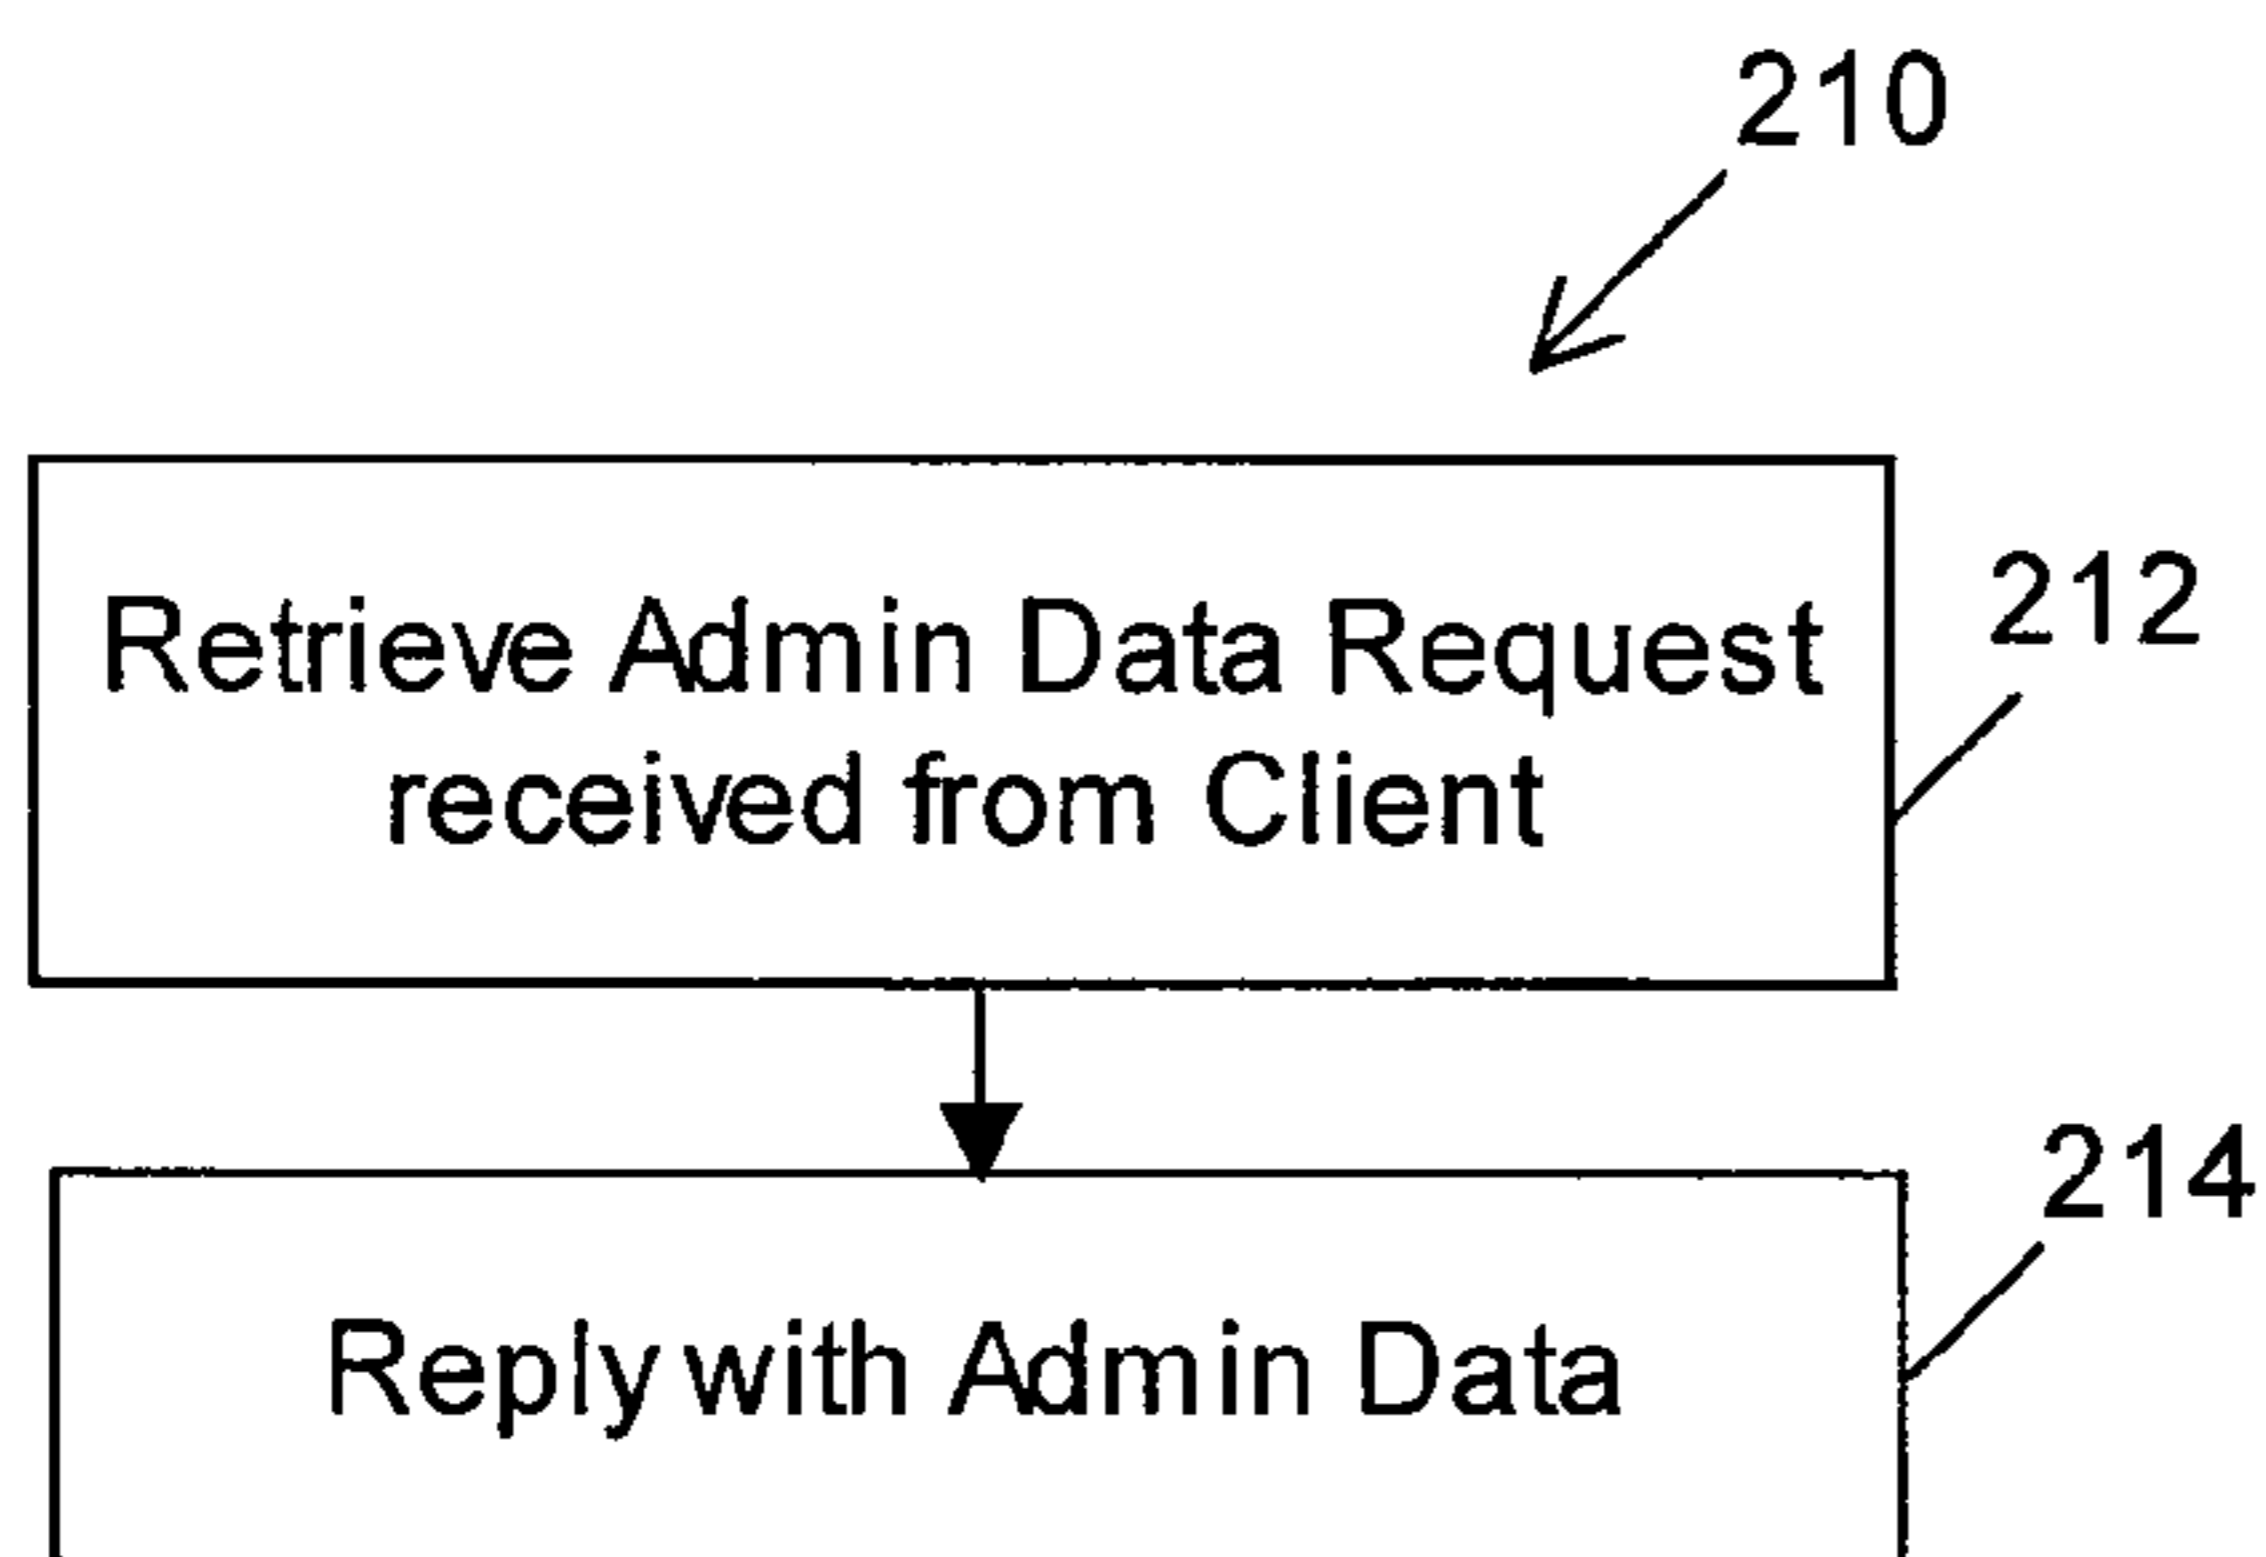 210
Retrieve Admin Data Request
received from Client
212
214
Reply with Admin Data